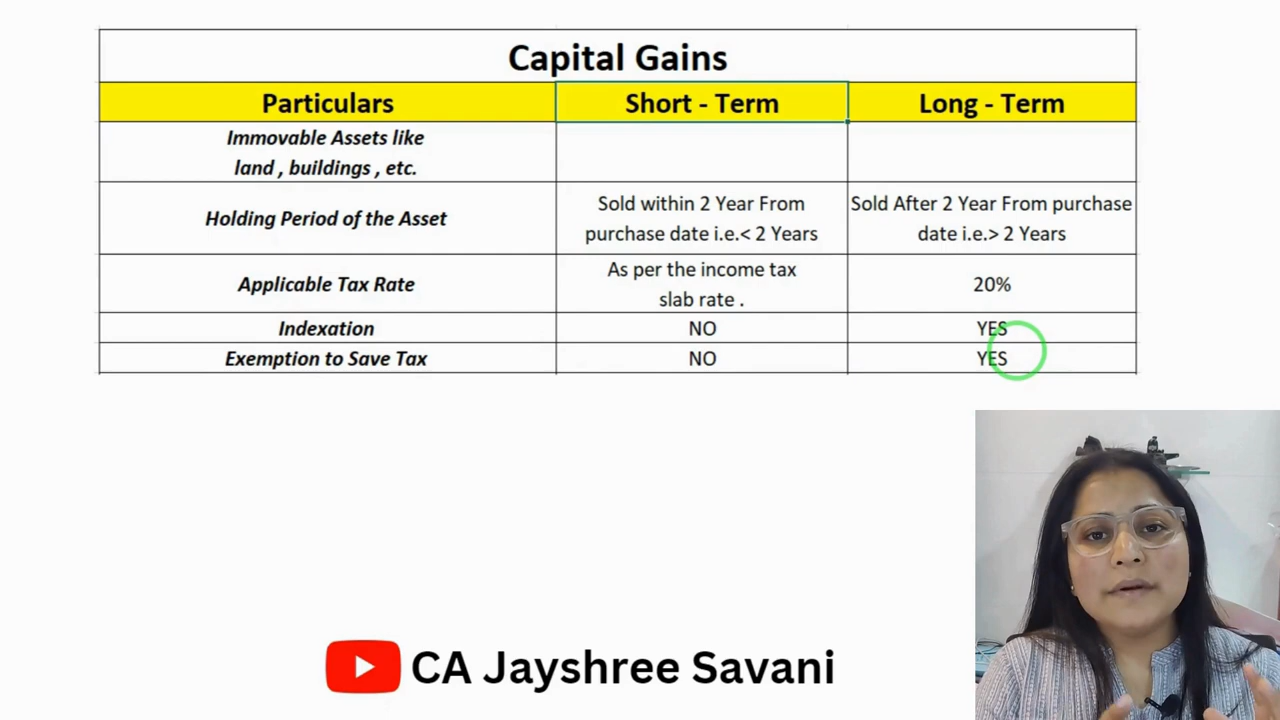 Capital Gains
Particulars Short - Term Long - Term
Immovable Assets like
land , buildings , etc.
Holding Period of the Asset
Sold within 2 Year From
purchase date i.e.< 2 Years
Sold After 2 Year From purchase
date i.e.> 2 Years
Applicable Tax Rate
As per the income tax
slab rate .
20%
Indexation NO YES
Exemption to Save Tax NO YES
CA Jayshree Savani